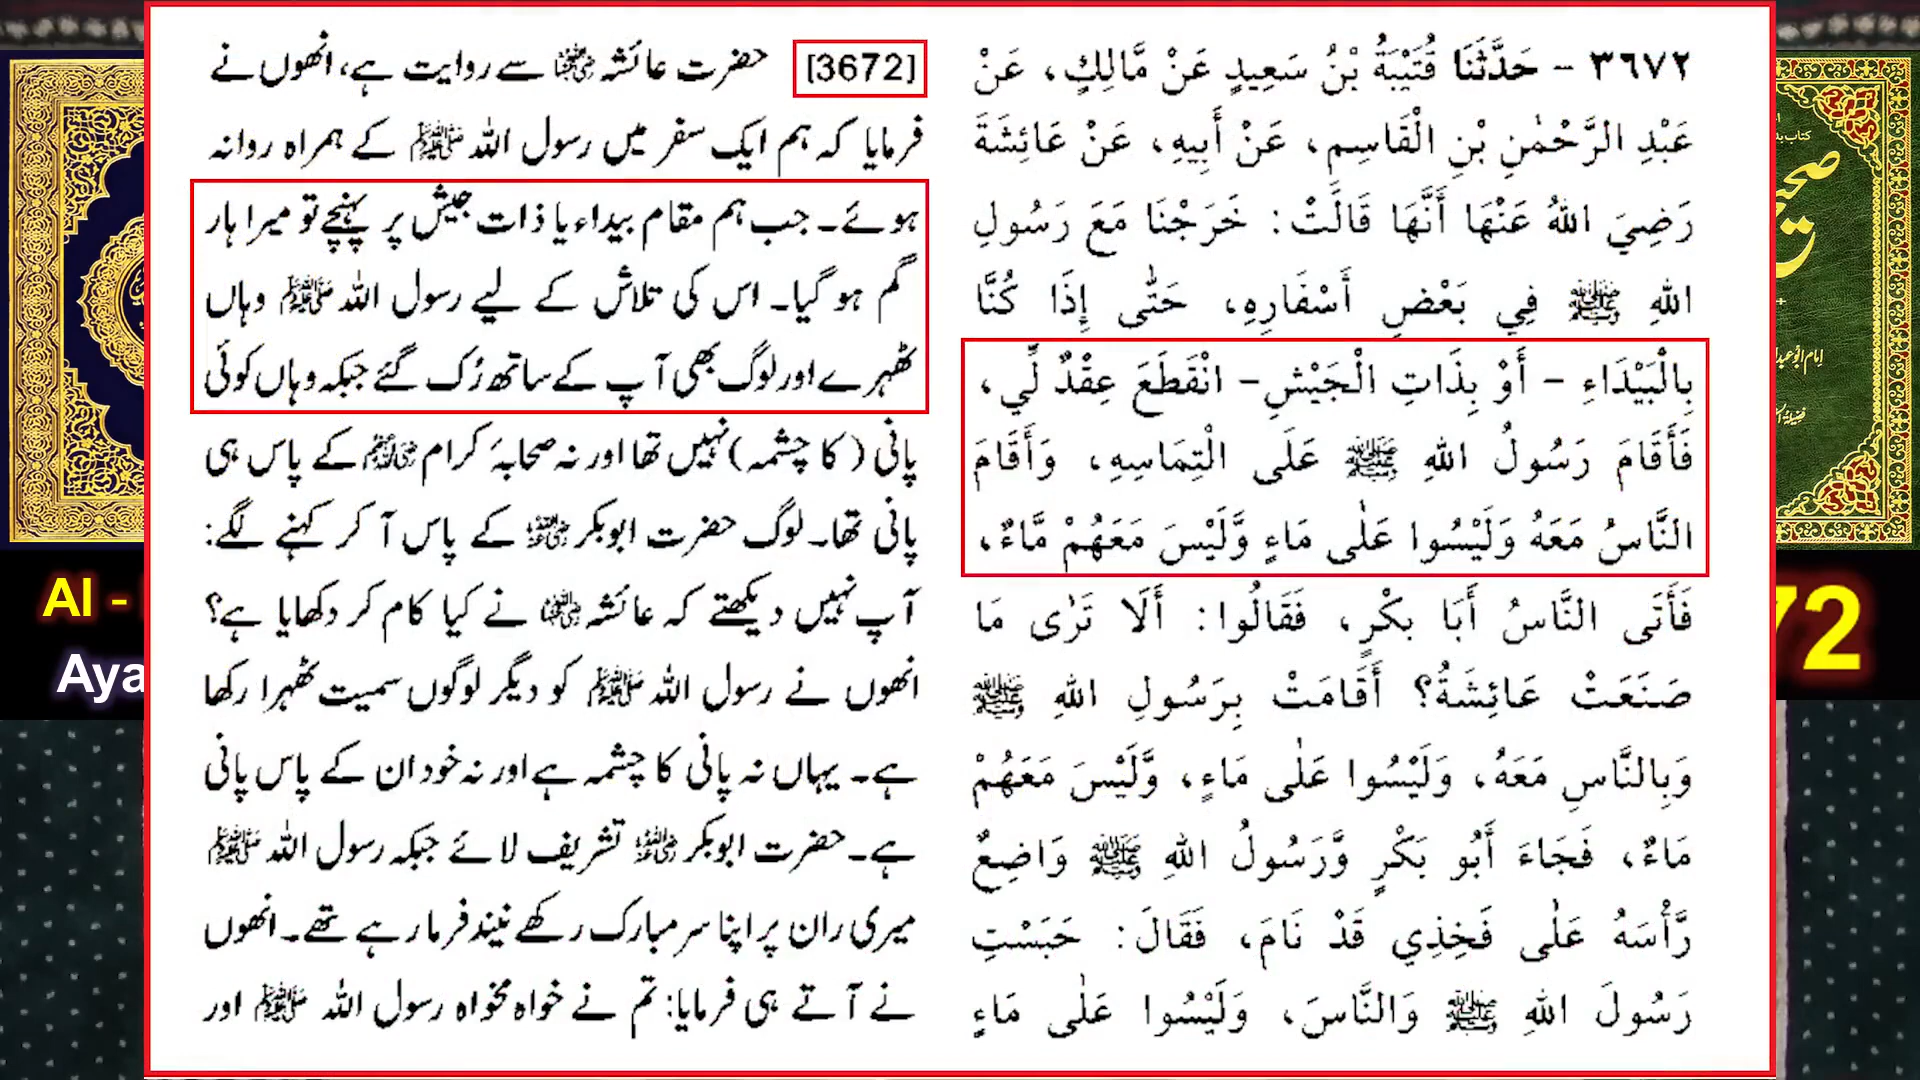 ٣٦٧٢ - حَدَّثَنَا قُتَيْبَةُ بْنُ سَعِيدٍ عَنْ مَّالِكٍ، عَنْ
عَبْدِ الرَّحْمٰنِ بْنِ الْقَاسِمِ، عَنْ أَبِيهِ، عَنْ عَائِشَةَ
رَضِيَ اللهُ عَنْهَا أَنَّهَا قَالَتْ: خَرَجْنَا مَعَ رَسُولِ
اللهِ ﷺ فِي بَعْضِ أَسْفَارِهِ، حَتّٰى إِذَا كُنَّا
بِالْبَيْدَاءِ - أَوْ بِذَاتِ الْجَيْشِ- انْقَطَعَ عِقْدٌ لِّي،
فَأَقَامَ رَسُولُ اللهِ ﷺ عَلَى الْتِمَاسِهِ، وَأَقَامَ
النَّاسُ مَعَهُ وَلَيْسُوا عَلٰى مَاءٍ وَّلَيْسَ مَعَهُمْ مَّاءٌ،
فَأَتَى النَّاسُ أَبَا بَكْرٍ، فَقَالُوا: أَلَا تَرٰى مَا
صَنَعَتْ عَائِشَةُ؟ أَقَامَتْ بِرَسُولِ اللهِ ﷺ
وَبِالنَّاسِ مَعَهُ، وَلَيْسُوا عَلٰى مَاءٍ، وَّلَيْسَ مَعَهُمْ
مَاءٌ، فَجَاءَ أَبُو بَكْرٍ وَّرَسُولُ اللهِ ﷺ وَاضِعٌ
رَّأْسَهُ عَلٰى فَخِذِي قَدْ نَامَ، فَقَالَ: حَبَسْتِ
رَسُولَ اللهِ ﷺ وَالنَّاسَ، وَلَيْسُوا عَلٰى مَاءٍ
[3672] حضرت عائشہ ؓ سے روایت ہے، انھوں نے
فرمایا کہ ہم ایک سفر میں رسول اللہ ﷺ کے ہمراہ روانہ
ہوئے۔ جب ہم مقام بیداء یا ذات جیش پر پہنچے تو میرا ہار
گم ہو گیا۔ اس کی تلاش کے لیے رسول اللہ ﷺ وہاں
ٹھہرے اور لوگ بھی آپ کے ساتھ رُک گئے جبکہ وہاں کوئی
پانی (کا چشمہ) نہیں تھا اور نہ صحابۂ کرام ؓ کے پاس ہی
پانی تھا۔ لوگ حضرت ابوبکر ؓ کے پاس آ کر کہنے لگے:
آپ نہیں دیکھتے کہ عائشہ ؓ نے کیا کام کر دکھایا ہے؟
انھوں نے رسول اللہ ﷺ کو دیگر لوگوں سمیت ٹھہرا رکھا
ہے۔ یہاں نہ پانی کا چشمہ ہے اور نہ خود ان کے پاس پانی
ہے۔ حضرت ابوبکر ؓ تشریف لائے جبکہ رسول اللہ ﷺ
میری ران پر اپنا سر مبارک رکھے نیند فرما رہے تھے۔ انھوں
نے آتے ہی فرمایا: تم نے خواہ مخواہ رسول اللہ ﷺ اور
Al -
Aya
72